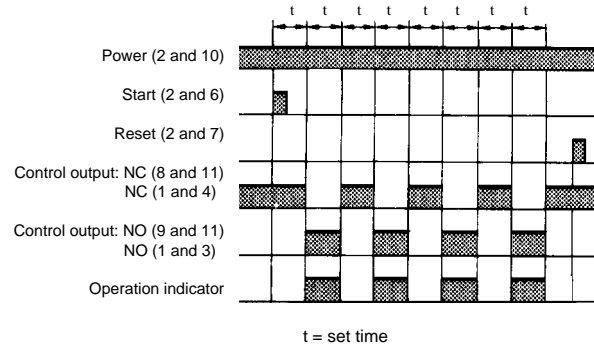 t t t t t t t t
Power (2 and 10)
Start (2 and 6)
Reset (2 and 7)
Control output: NC (8 and 11)
NC (1 and 4)
Control output: NO (9 and 11)
NO (1 and 3)
Operation indicator
t = set time